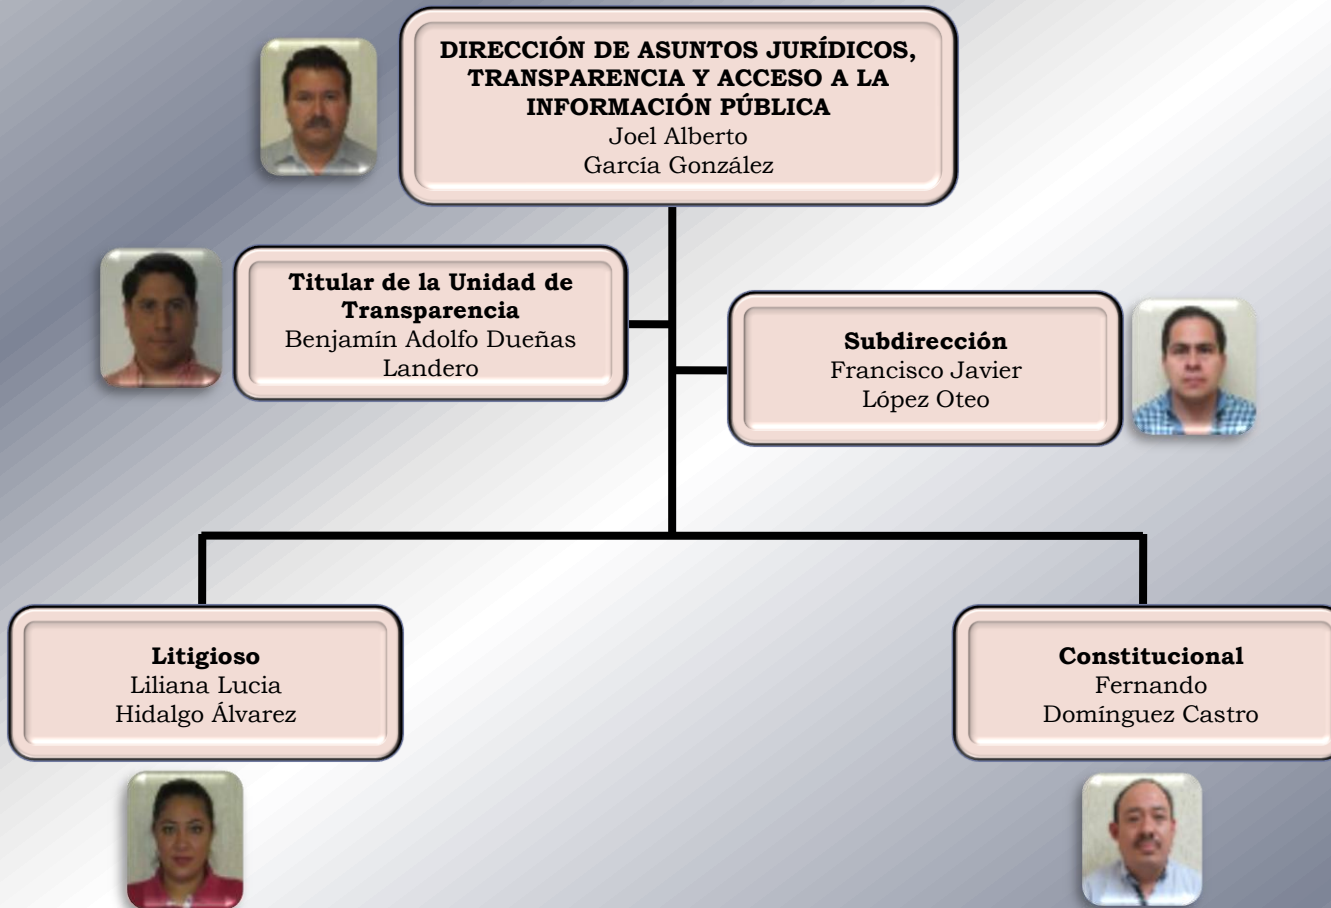 DIRECCIÓN DE ASUNTOS JURÍDICOS,
TRANSPARENCIA Y ACCESO A LA
INFORMACIÓN PÚBLICA
Joel Alberto
García González
Titular de la Unidad de
Transparencia
Benjamín Adolfo Dueñas
Landero
Subdirección
Francisco Javier
López Oteo
Litigioso
Liliana Lucia
Hidalgo Álvarez
Constitucional
Fernando
Domínguez Castro